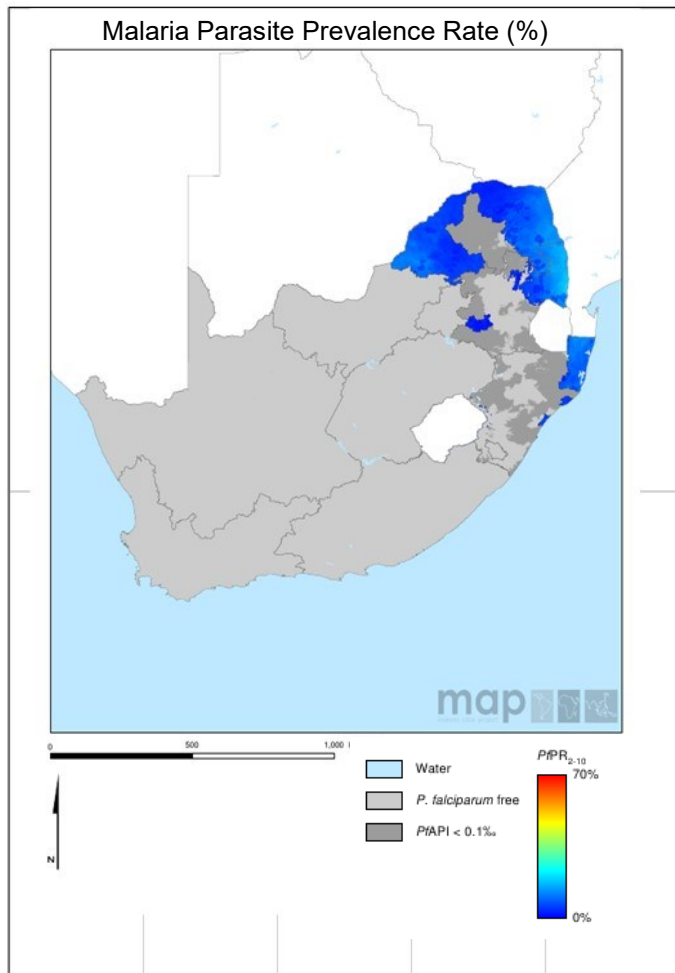 Malaria Parasite Prevalence Rate (%)
map
0 500 1,000
Water
P. falciparum free
PfAPI < 0.1‰
PfPR2-10
70%
0%
N